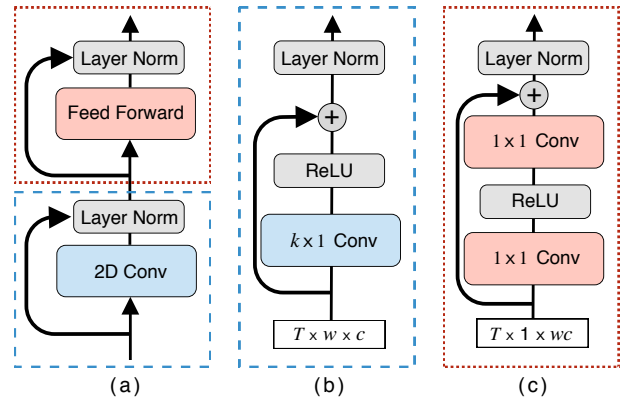 Layer Norm
Feed Forward
Layer Norm
2D Conv
(a)
Layer Norm
+
ReLU
k × 1 Conv
T × w × c
(b)
Layer Norm
+
1 × 1 Conv
ReLU
1 × 1 Conv
T × 1 × wc
(c)